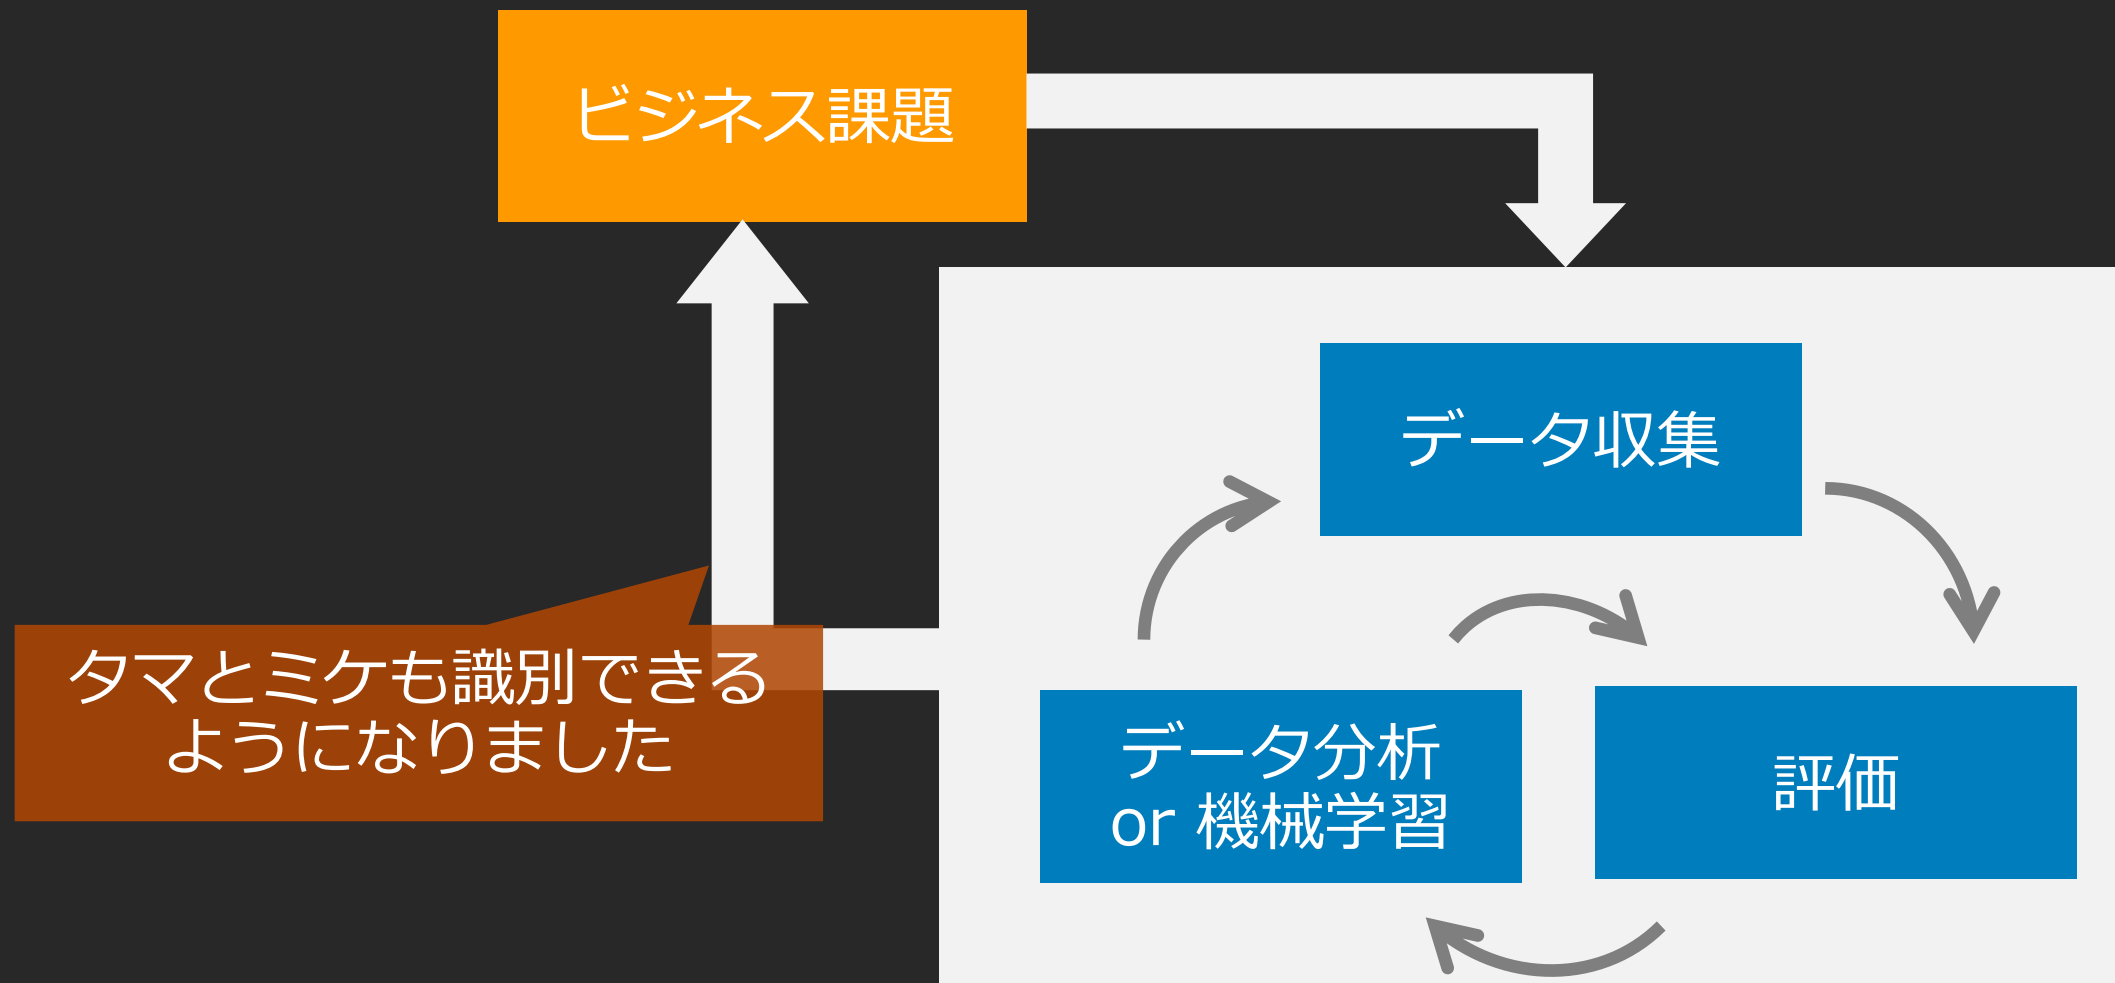 ビジネス課題
データ収集
タマとミケも識別できる
ようになりました
データ分析
or 機械学習
評価